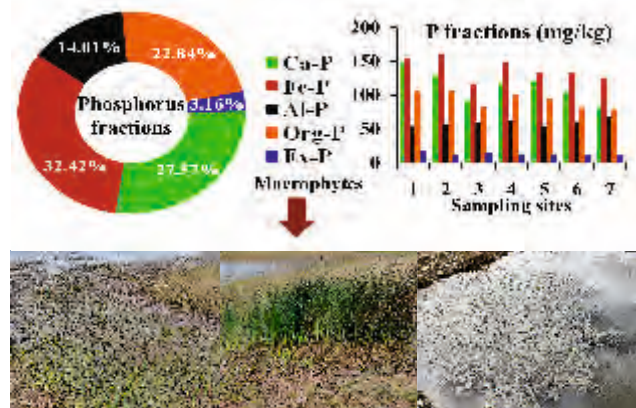 14.01%
22.84%
3.16%
27.57%
32.42%
Phosphorus
fractions
Ca-P
Fe-P
Al-P
Org-P
Ex-P
Macrophytes
P fractions (mg/kg)
200
150
100
50
0
1 2 3 4 5 6 7
Sampling sites